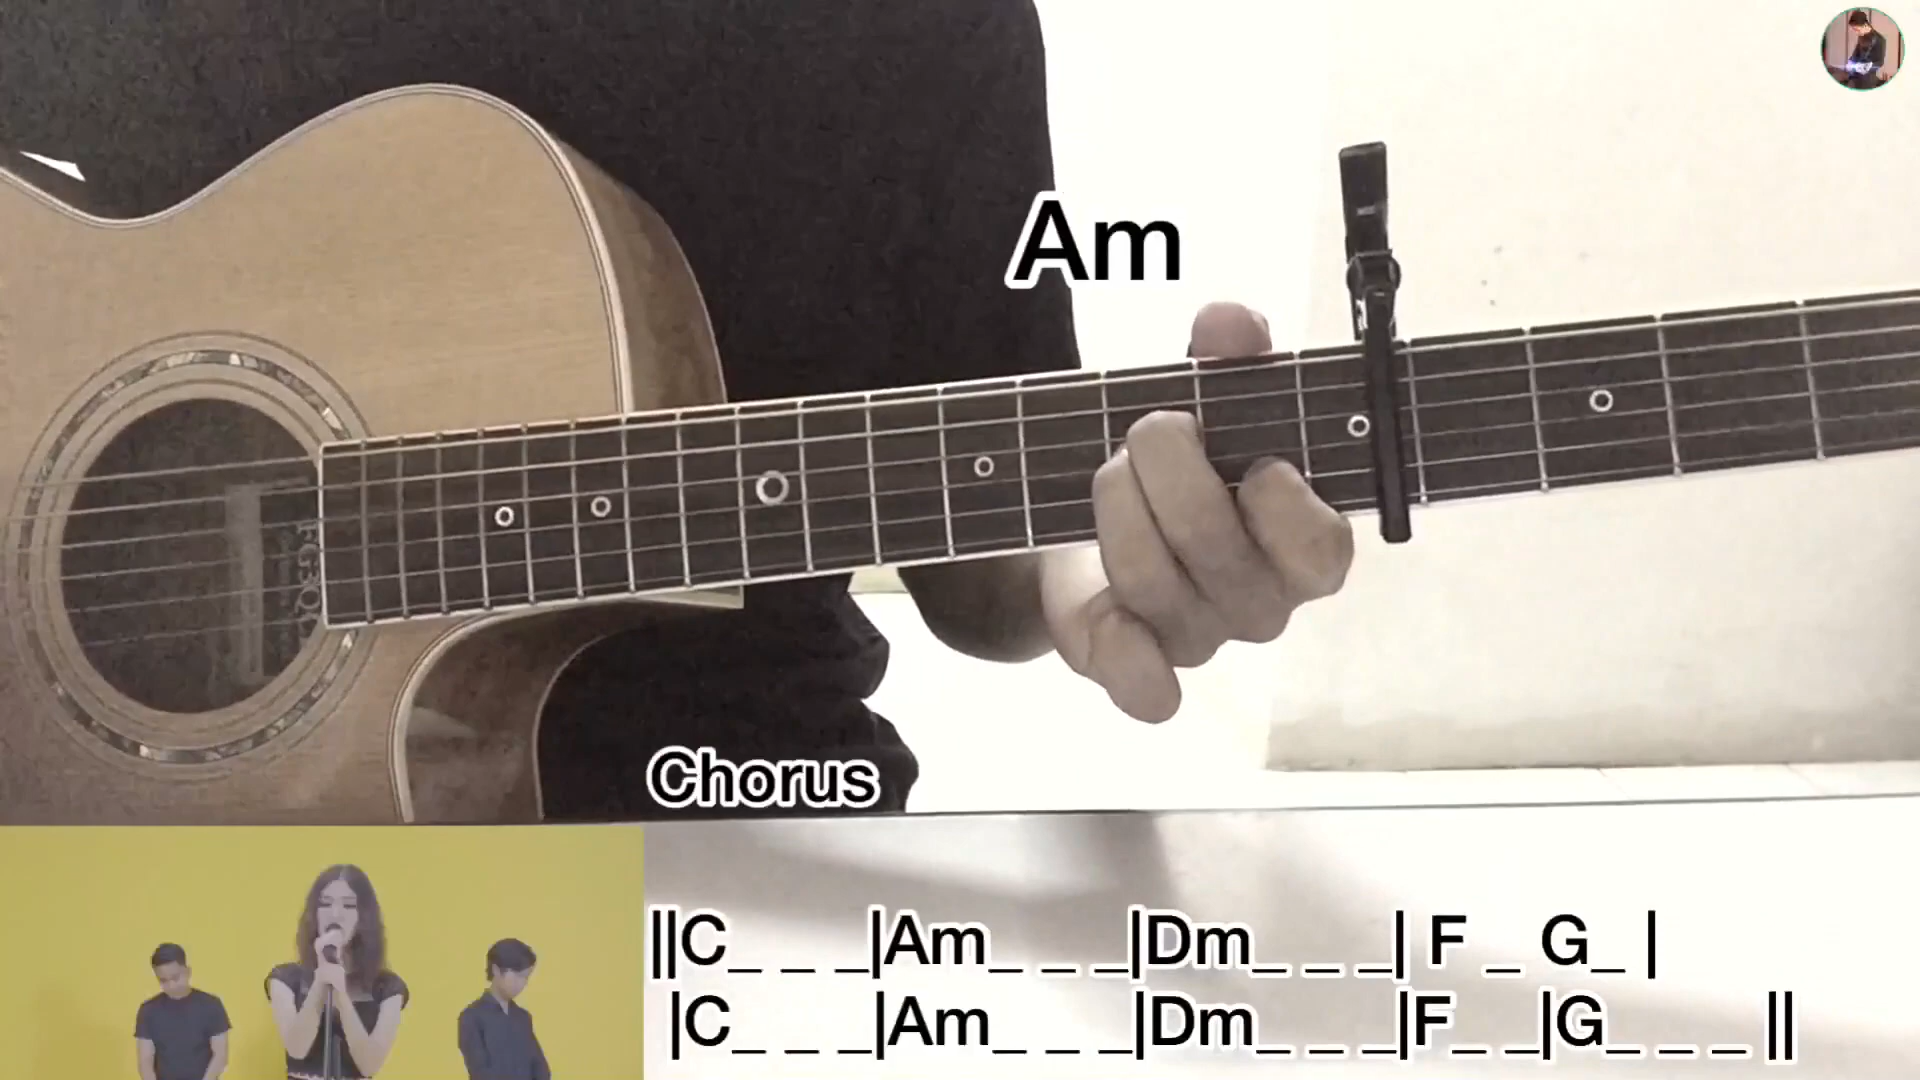 Am
Chorus
||C_ _ _|Am_ _ _|Dm_ _ _| F _ G_ |
|C_ _ _|Am_ _ _|Dm_ _ _|F_ _|G_ _ _ ||